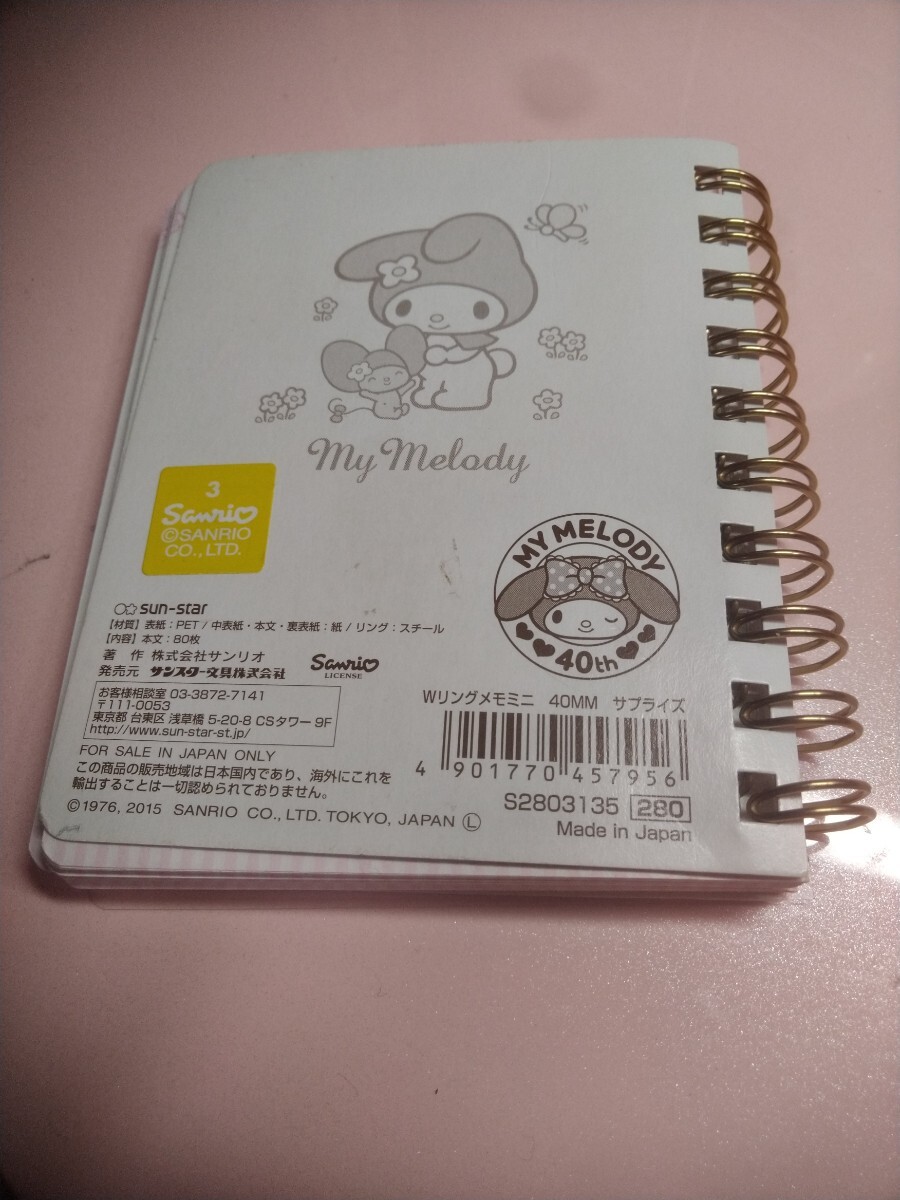 My Melody
3
Sanrio
©SANRIO
CO., LTD.
MY MELODY
40th
sun-star
【材質】表紙：PET / 中表紙・本文・裏表紙：紙 / リング：スチール
【内容】本文：80枚
著 作 株式会社サンリオ
発売元 サンスター文具株式会社
Sanrio
LICENSE
お客様相談室 03-3872-7141
〒111-0053
東京都 台東区 浅草橋 5-20-8 CSタワー 9F
http://www.sun-star-st.jp/
FOR SALE IN JAPAN ONLY
この商品の販売地域は日本国内であり、海外にこれを
輸出することは一切認められておりません。
©1976, 2015 SANRIO CO., LTD. TOKYO, JAPAN Ⓛ
Wリングメモミニ 40MM サプライズ
4 901770 457956
S2803135 280
Made in Japan